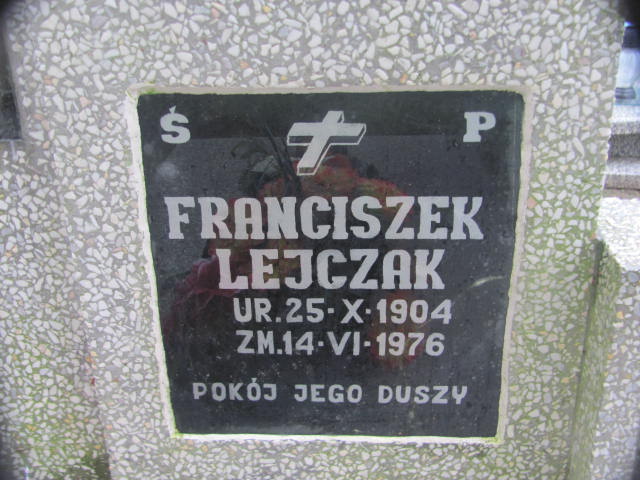 Ś P
FRANCISZEK
LEJCZAK
UR.25-X-1904
ZM.14-VI-1976
POKÓJ JEGO DUSZY